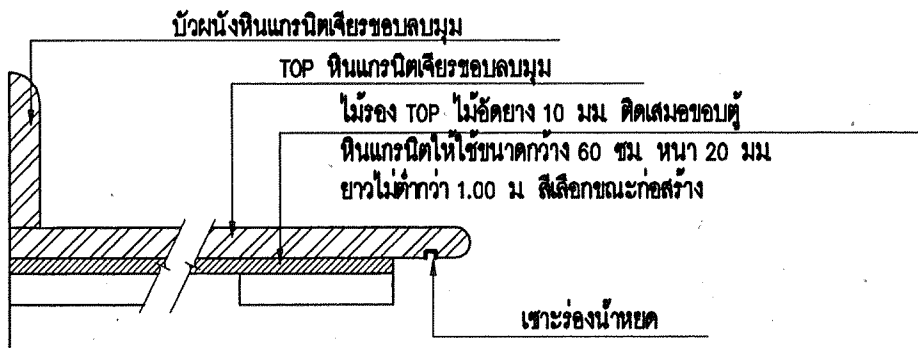 บัวผนังหินแกรนิตเจียรขอบลบมุม
TOP หินแกรนิตเจียรขอบลบมุม
ไม้รอง TOP ไม้อัดยาง 10 มม ติดเสมอขอบตู้
หินแกรนิตให้ใช้ขนาดกว้าง 60 ซม หนา 20 มม
ยาวไม่ต่ำกว่า 1.00 ม สีเลือกขณะก่อสร้าง
เซาะร่องน้ำหยด